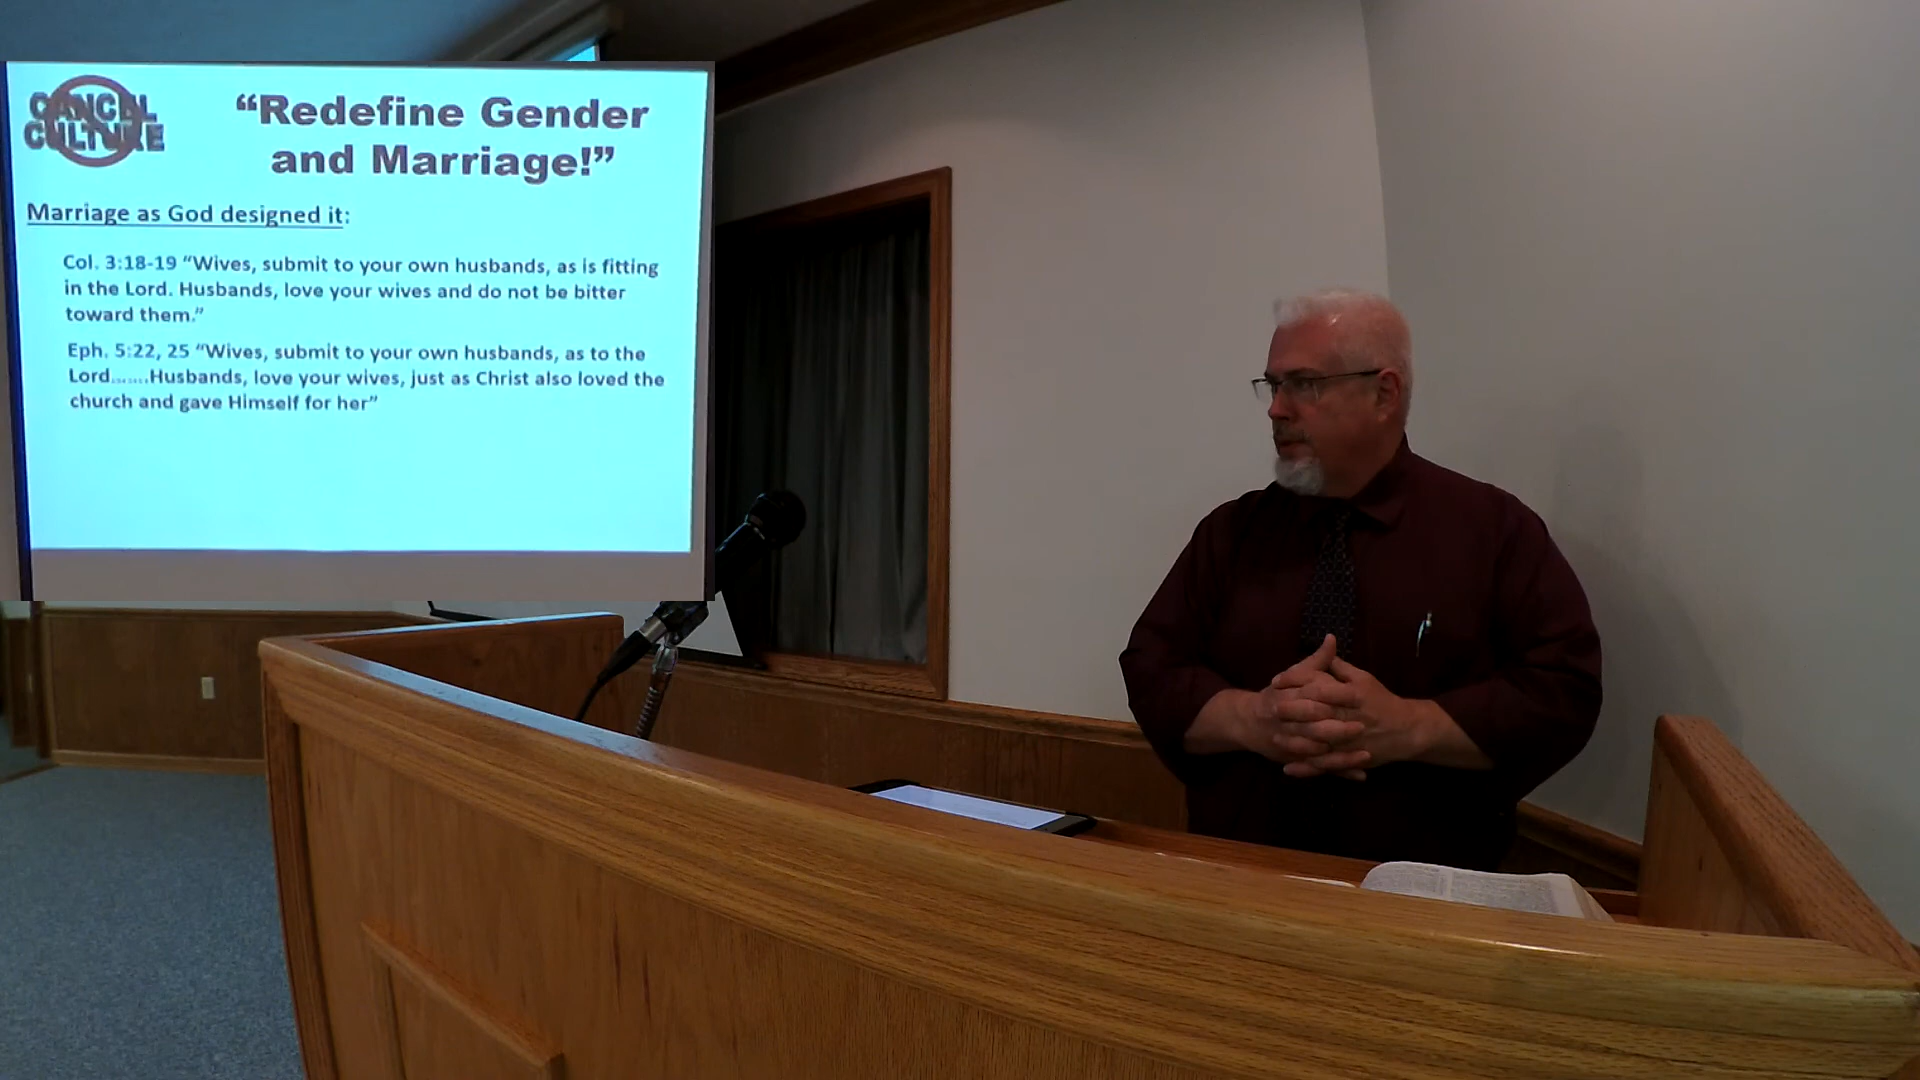 CANCEL
CULTURE
“Redefine Gender
and Marriage!”
Marriage as God designed it:
Col. 3:18-19 “Wives, submit to your own husbands, as is fitting
in the Lord. Husbands, love your wives and do not be bitter
toward them.”
Eph. 5:22, 25 “Wives, submit to your own husbands, as to the
Lord.......Husbands, love your wives, just as Christ also loved the
church and gave Himself for her”